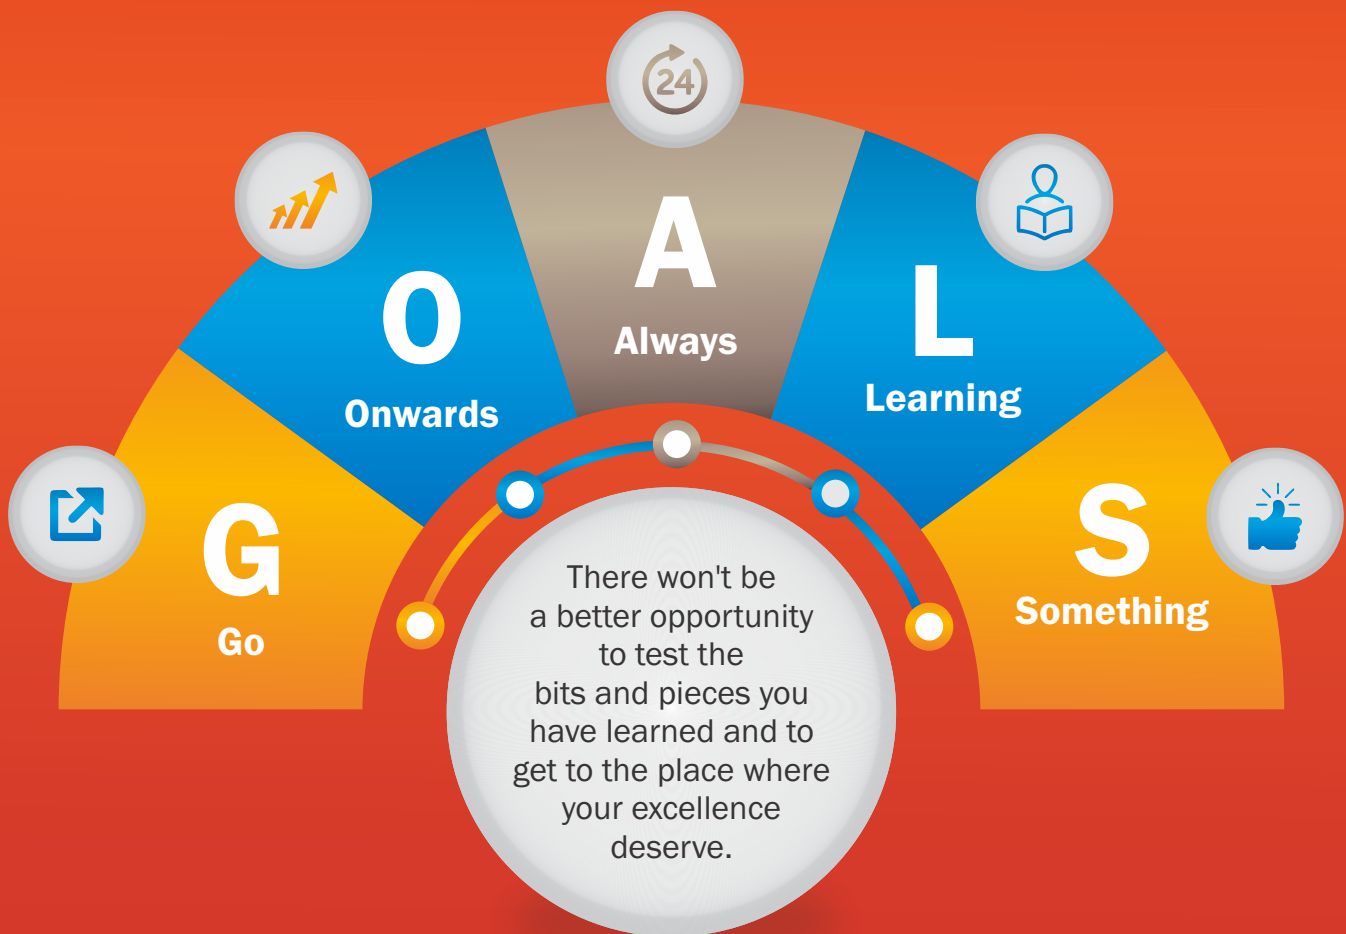 24
G
Go
O
Onwards
A
Always
L
Learning
S
Something
There won't be
a better opportunity
to test the
bits and pieces you
have learned and to
get to the place where
your excellence
deserve.